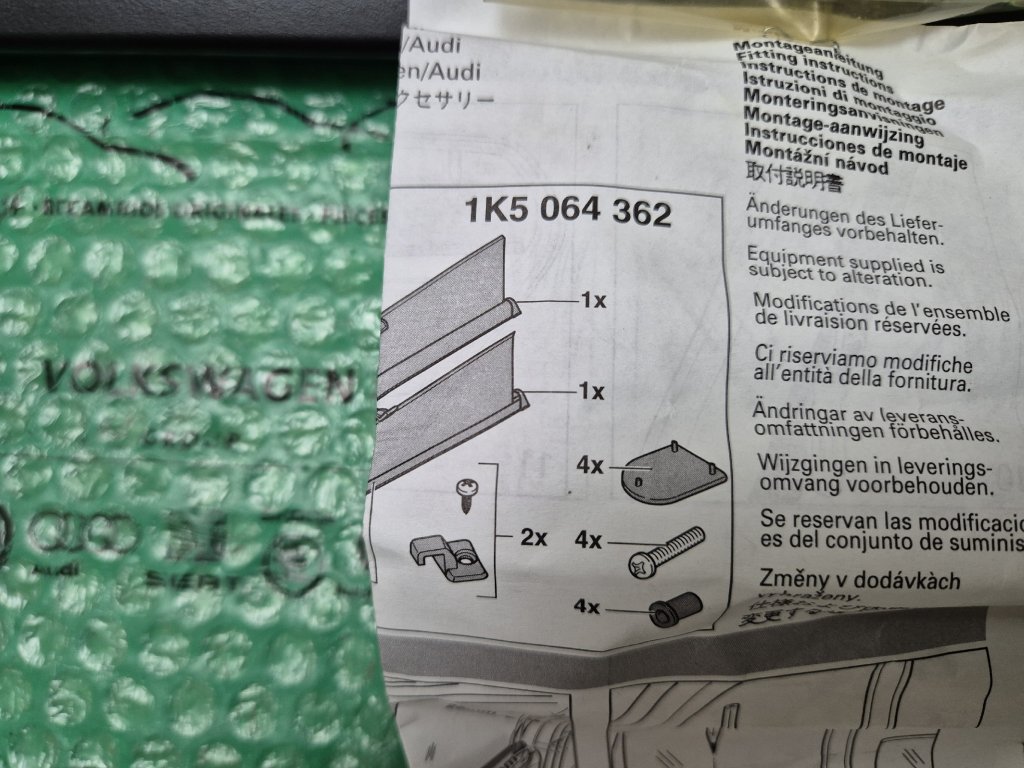 /Audi
en/Audi
クセサリー
Montageanleitung
Fitting instructions
Instructions de montage
Istruzioni di montaggio
Monteringsanvisningen
Montage-aanwijzing
Instrucciones de montaje
Montážní návod
取付説明書
1K5 064 362
1x
1x
4x
2x
4x
4x
Änderungen des Liefer-
umfanges vorbehalten.
Equipment supplied is
subject to alteration.
Modifications de l'ensemble
de livraision réservées.
Ci riserviamo modifiche
all'entità della fornitura.
Ändringar av leverans-
omfattningen förbehålles.
Wijzgingen in leverings-
omvang voorbehouden.
Se reservan las modificacio
es del conjunto de suminis
Změny v dodávkàch
vyhrazeny.
VOLKSWAGEN
Audi
SEAT